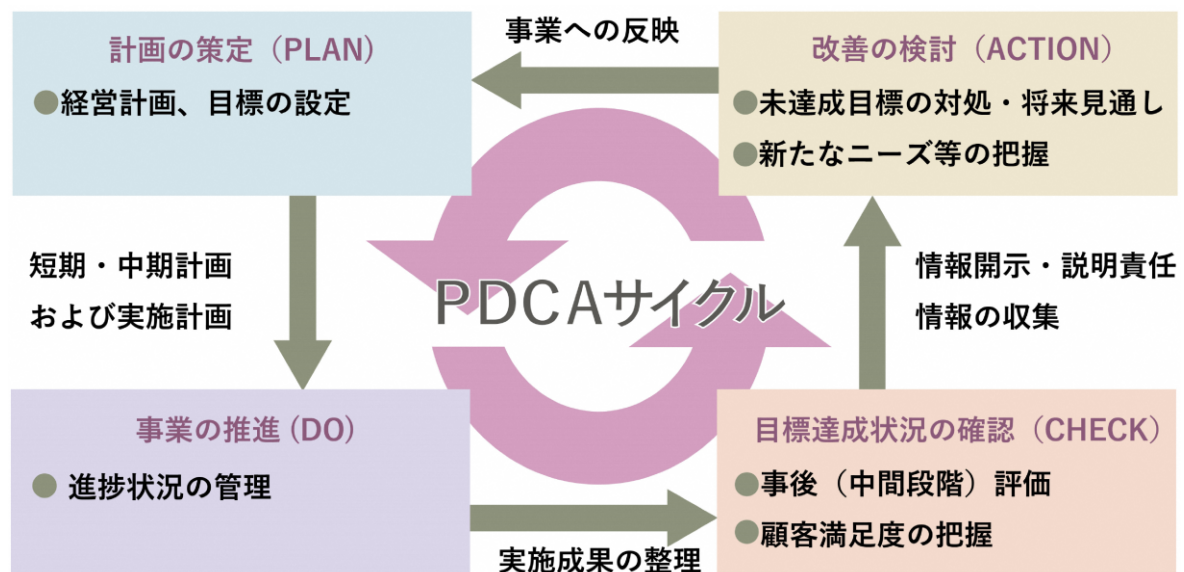 計画の策定（PLAN）
●経営計画、目標の設定
事業への反映
改善の検討（ACTION）
●未達成目標の対処・将来見通し
●新たなニーズ等の把握
短期・中期計画
および実施計画
PDCAサイクル
情報開示・説明責任
情報の収集
事業の推進(DO)
● 進捗状況の管理
実施成果の整理
目標達成状況の確認（CHECK）
●事後（中間段階）評価
●顧客満足度の把握